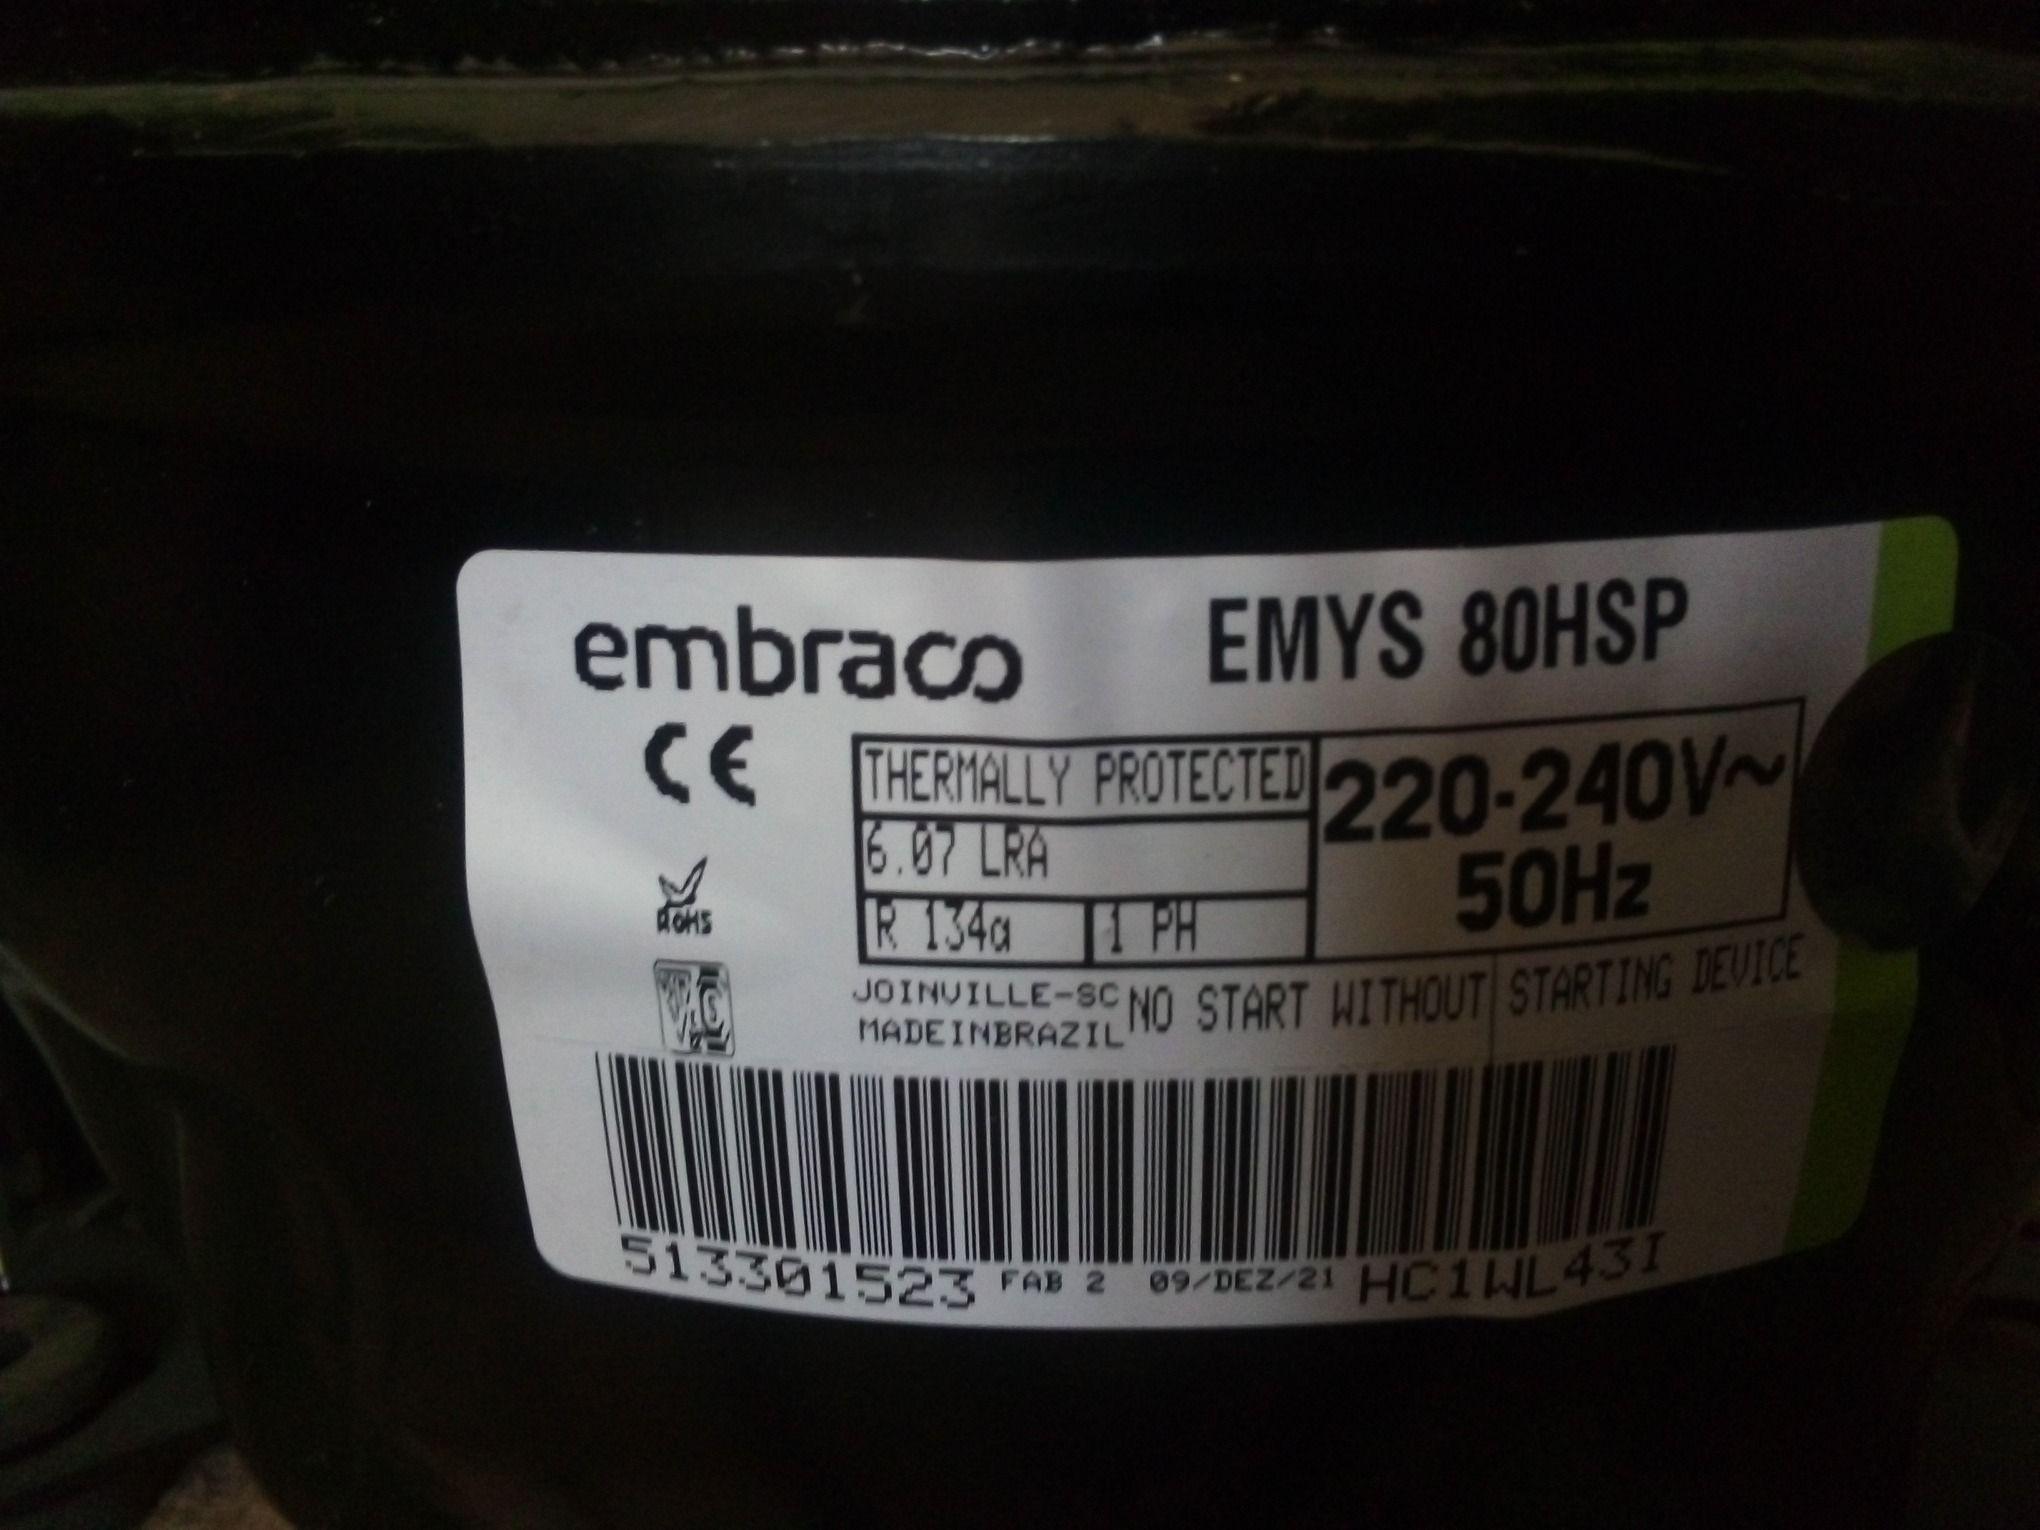 embraco EMYS 80HSP
CE
THERMALLY PROTECTED
220-240V~
6.07 LRA
50Hz
ROHS
R 134a 1 PH
JOINVILLE-SC
MADEINBRAZIL
NO START WITHOUT STARTING DEVICE
513301523 FAB 2 09/DEZ/21 HC1WL43I